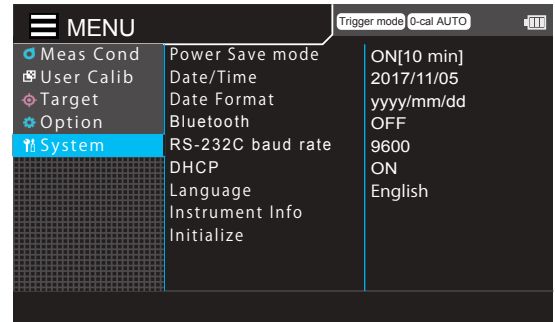 MENU
Trigger mode 0-cal AUTO
Meas Cond
User Calib
Target
Option
System
Power Save mode ON[10 min]
Date/Time 2017/11/05
Date Format yyyy/mm/dd
Bluetooth OFF
RS-232C baud rate 9600
DHCP ON
Language English
Instrument Info
Initialize